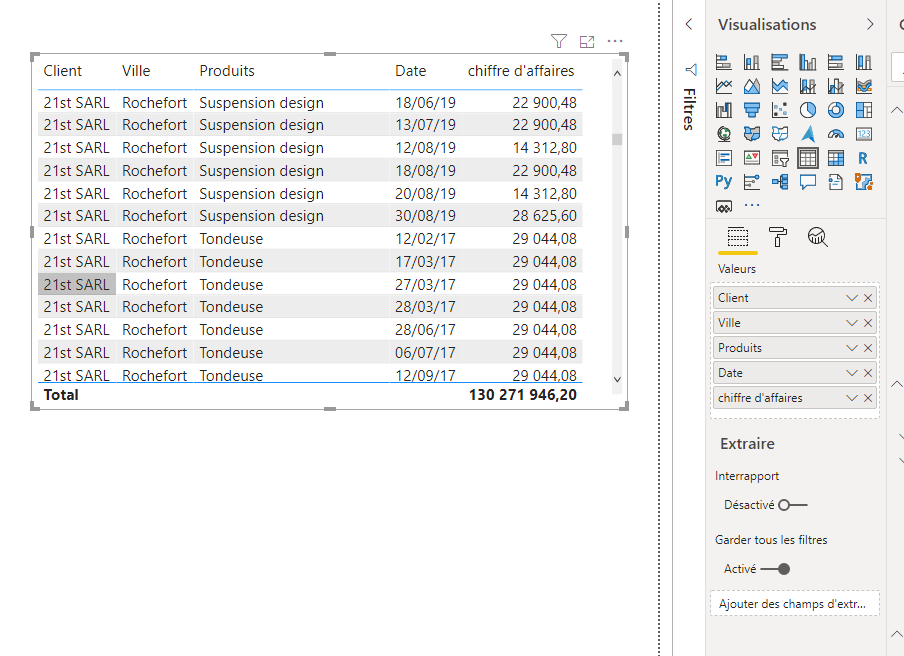 Client Ville Produits Date chiffre d'affaires
21st SARL Rochefort Suspension design 18/06/19 22 900,48
21st SARL Rochefort Suspension design 13/07/19 22 900,48
21st SARL Rochefort Suspension design 12/08/19 14 312,80
21st SARL Rochefort Suspension design 18/08/19 22 900,48
21st SARL Rochefort Suspension design 20/08/19 14 312,80
21st SARL Rochefort Suspension design 30/08/19 28 625,60
21st SARL Rochefort Tondeuse 12/02/17 29 044,08
21st SARL Rochefort Tondeuse 17/03/17 29 044,08
21st SARL Rochefort Tondeuse 27/03/17 29 044,08
21st SARL Rochefort Tondeuse 28/03/17 29 044,08
21st SARL Rochefort Tondeuse 28/06/17 29 044,08
21st SARL Rochefort Tondeuse 06/07/17 29 044,08
21st SARL Rochefort Tondeuse 12/09/17 29 044,08
Total 130 271 946,20
Filtres
Visualisations
123
R
Py
Valeurs
Client
Ville
Produits
Date
chiffre d'affaires
Extraire
Interrapport
Désactivé
Garder tous les filtres
Activé
Ajouter des champs d'extr...